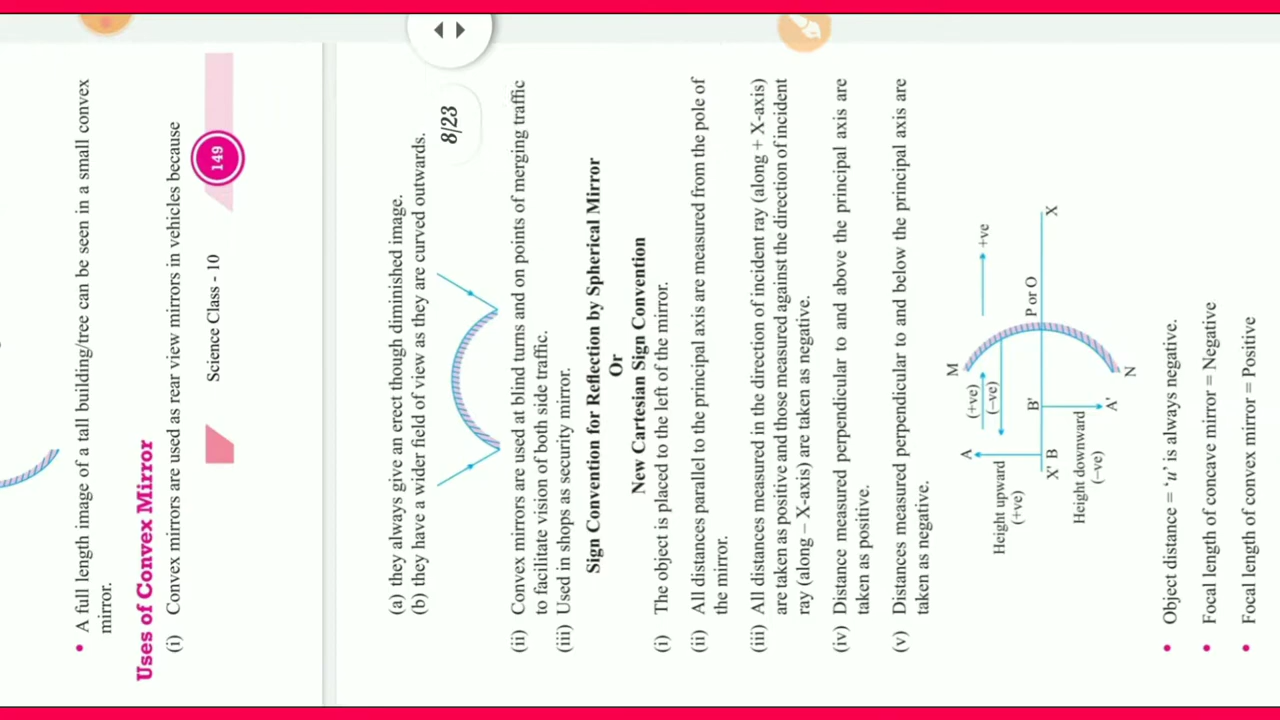 • A full length image of a tall building/tree can be seen in a small convex
mirror.
Uses of Convex Mirror
(i) Convex mirrors are used as rear view mirrors in vehicles because
Science Class - 10
149
(a) they always give an erect though diminished image.
(b) they have a wider field of view as they are curved outwards.
8/23
(ii) Convex mirrors are used at blind turns and on points of merging traffic
to facilitate vision of both side traffic.
(iii) Used in shops as security mirror.
Sign Convention for Reflection by Spherical Mirror
Or
New Cartesian Sign Convention
(i) The object is placed to the left of the mirror.
(ii) All distances parallel to the principal axis are measured from the pole of
the mirror.
(iii) All distances measured in the direction of incident ray (along + X-axis)
are taken as positive and those measured against the direction of incident
ray (along – X-axis) are taken as negative.
(iv) Distance measured perpendicular to and above the principal axis are
taken as positive.
(v) Distances measured perpendicular to and below the principal axis are
taken as negative.
M
A
(+ve)
(–ve)
+ve
Height upward
(+ve)
B'
P or O
X' B
X
Height downward
(–ve)
A'
N
• Object distance = ‘u’ is always negative.
• Focal length of concave mirror = Negative
• Focal length of convex mirror = Positive